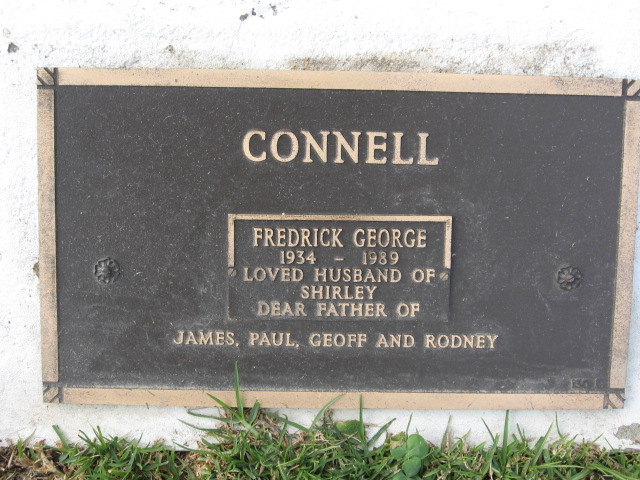 CONNELL
FREDRICK GEORGE
1934 - 1989
LOVED HUSBAND OF
SHIRLEY
DEAR FATHER OF
JAMES, PAUL, GEOFF AND RODNEY